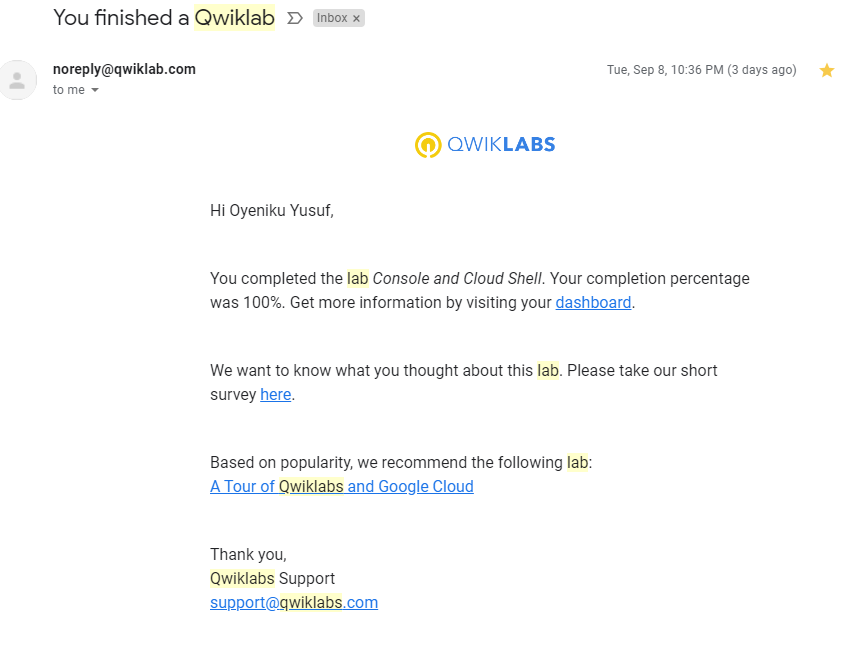 You finished a Qwiklab Inbox ×
noreply@qwiklab.com Tue, Sep 8, 10:36 PM (3 days ago)
to me
QWIKLABS
Hi Oyeniku Yusuf,
You completed the lab Console and Cloud Shell. Your completion percentage
was 100%. Get more information by visiting your dashboard.
We want to know what you thought about this lab. Please take our short
survey here.
Based on popularity, we recommend the following lab:
A Tour of Qwiklabs and Google Cloud
Thank you,
Qwiklabs Support
support@qwiklabs.com